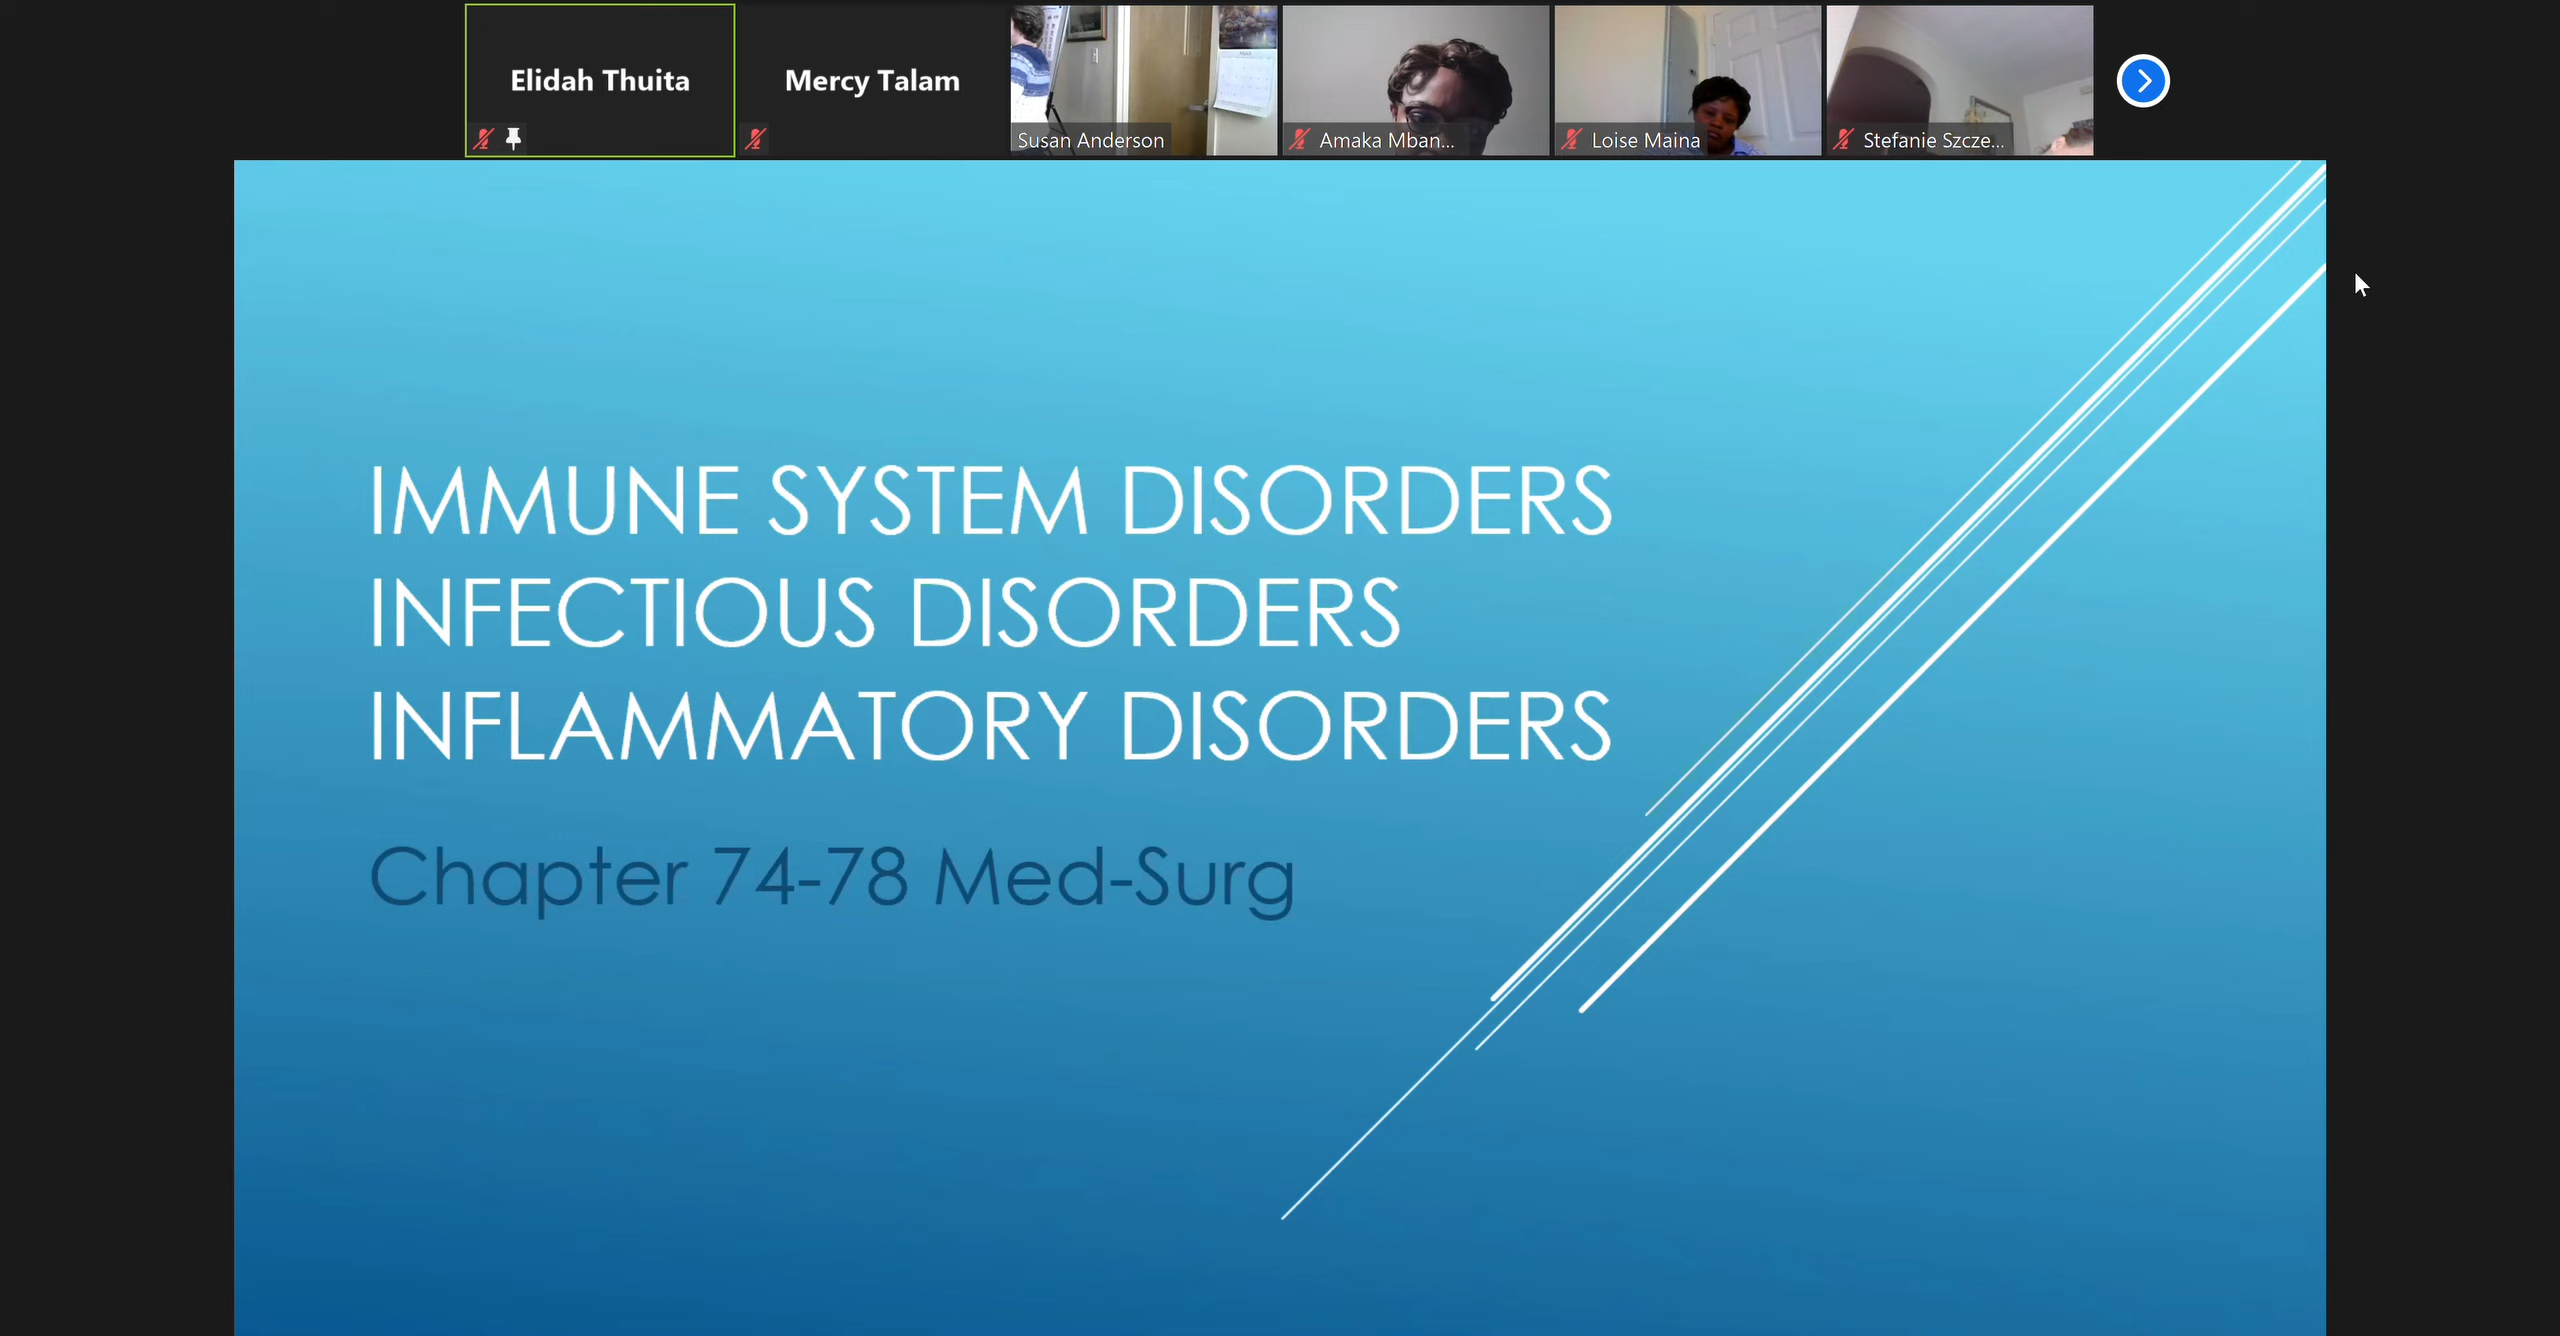 Elidah Thuita
Mercy Talam
Susan Anderson
Amaka Mban...
Loise Maina
Stefanie Szcze...
IMMUNE SYSTEM DISORDERS
INFECTIOUS DISORDERS
INFLAMMATORY DISORDERS
Chapter 74-78 Med-Surg